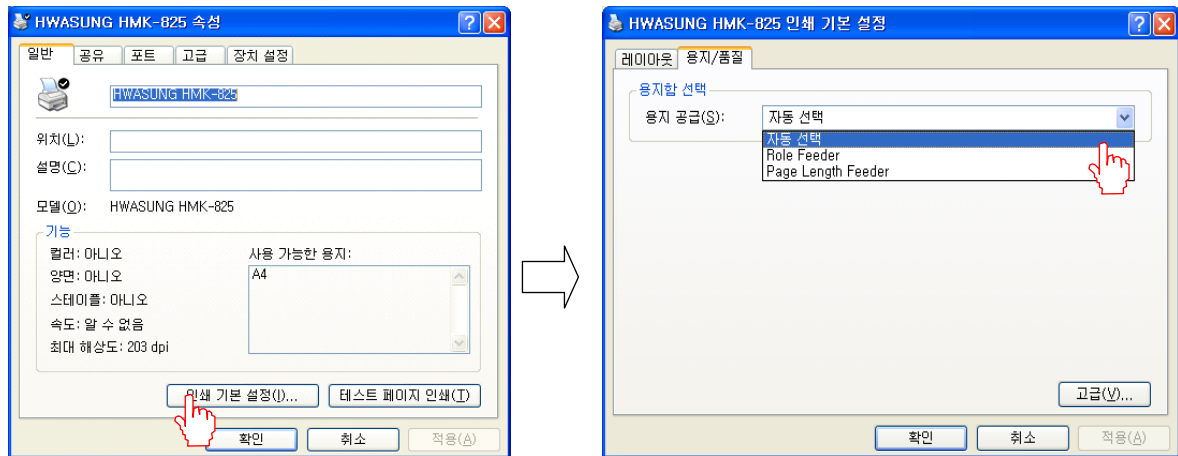 HWASUNG HMK-825 속성
일반 공유 포트 고급 장치 설정
HWASUNG HMK-825
위치(L):
설명(C):
모델(O): HWASUNG HMK-825
기능
컬러: 아니오
양면: 아니오
스테이플: 아니오
속도: 알 수 없음
최대 해상도: 203 dpi
사용 가능한 용지:
A4
인쇄 기본 설정(I)... 테스트 페이지 인쇄(T)
확인 취소 적용(A)
HWASUNG HMK-825 인쇄 기본 설정
레이아웃 용지/품질
용지함 선택
용지 공급(S): 자동 선택
자동 선택
Role Feeder
Page Length Feeder
고급(V)...
확인 취소 적용(A)